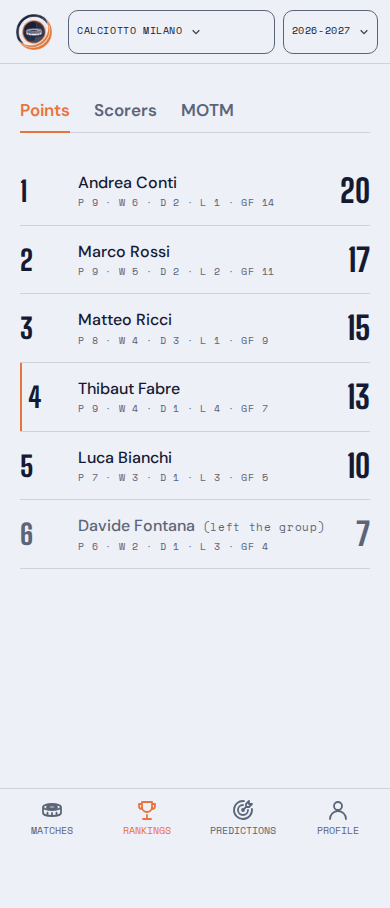 CALCIOTTO MILANO
2026-2027
Points
Scorers
MOTM
1
Andrea Conti
P 9 · W 6 · D 2 · L 1 · GF 14
20
2
Marco Rossi
P 9 · W 5 · D 2 · L 2 · GF 11
17
3
Matteo Ricci
P 8 · W 4 · D 3 · L 1 · GF 9
15
4
Thibaut Fabre
P 9 · W 4 · D 1 · L 4 · GF 7
13
5
Luca Bianchi
P 7 · W 3 · D 1 · L 3 · GF 5
10
6
Davide Fontana (left the group)
P 6 · W 2 · D 1 · L 3 · GF 4
7
MATCHES
RANKINGS
PREDICTIONS
PROFILE